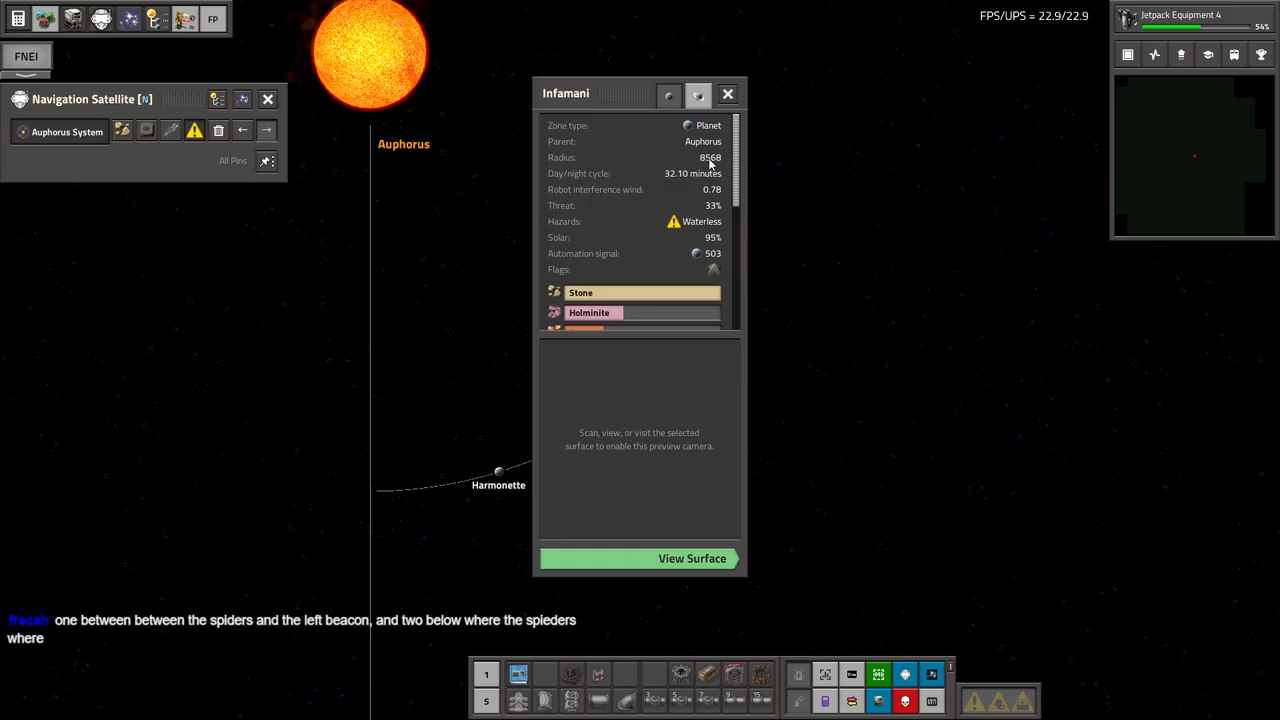 FPS/UPS = 22.9/22.9
FP
Jetpack Equipment 4
54%
FNEI
Navigation Satellite [N]
Auphorus System
All Pins
Auphorus
Harmonette
Infamani
Zone type: Planet
Parent: Auphorus
Radius: 8568
Day/night cycle: 32.10 minutes
Robot interference wind: 0.78
Threat: 33%
Hazards: Waterless
Solar: 95%
Automation signal: 503
Flags:
Stone
Holminite
Scan, view, or visit the selected
surface to enable this preview camera.
View Surface
frecah one between between the spiders and the left beacon, and two below where the spieders
where
1
5